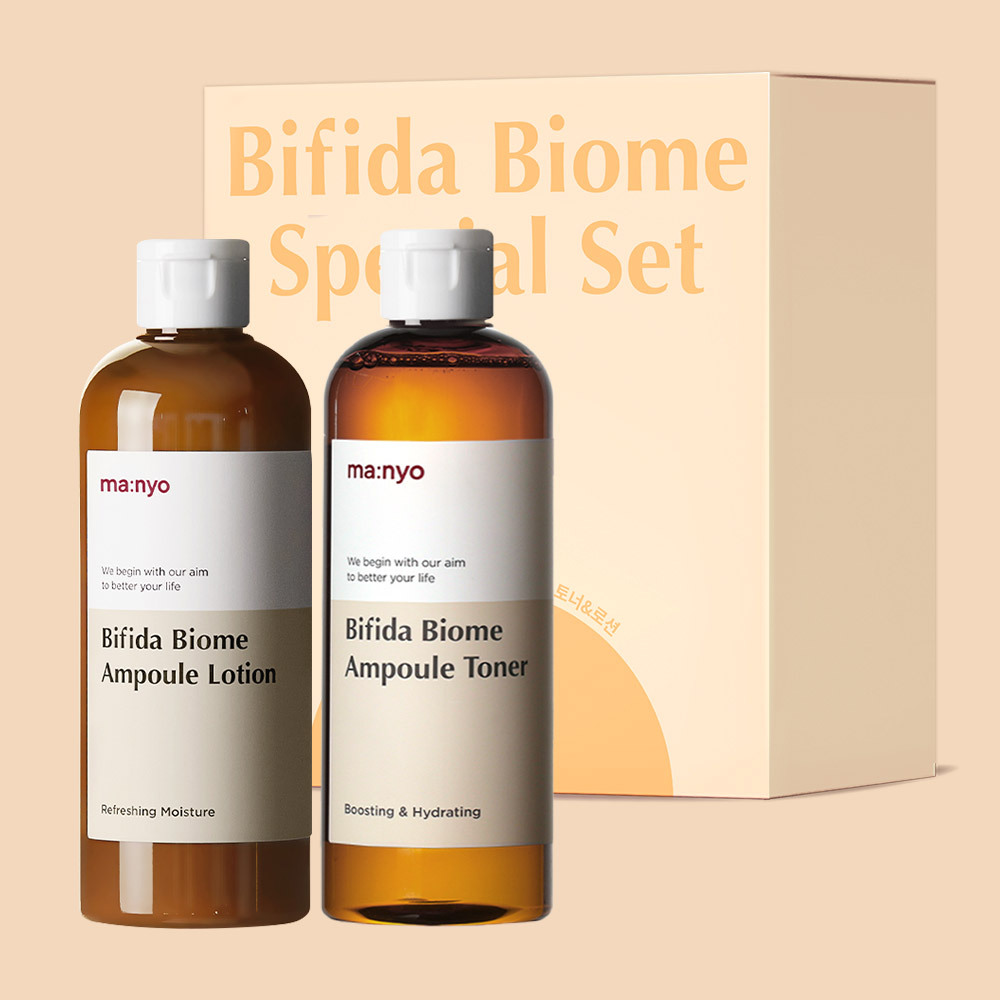 Bifida Biome
Special Set
토너&로션
ma:nyo
We begin with our aim
to better your life
Bifida Biome
Ampoule Lotion
Refreshing Moisture
ma:nyo
We begin with our aim
to better your life
Bifida Biome
Ampoule Toner
Boosting & Hydrating